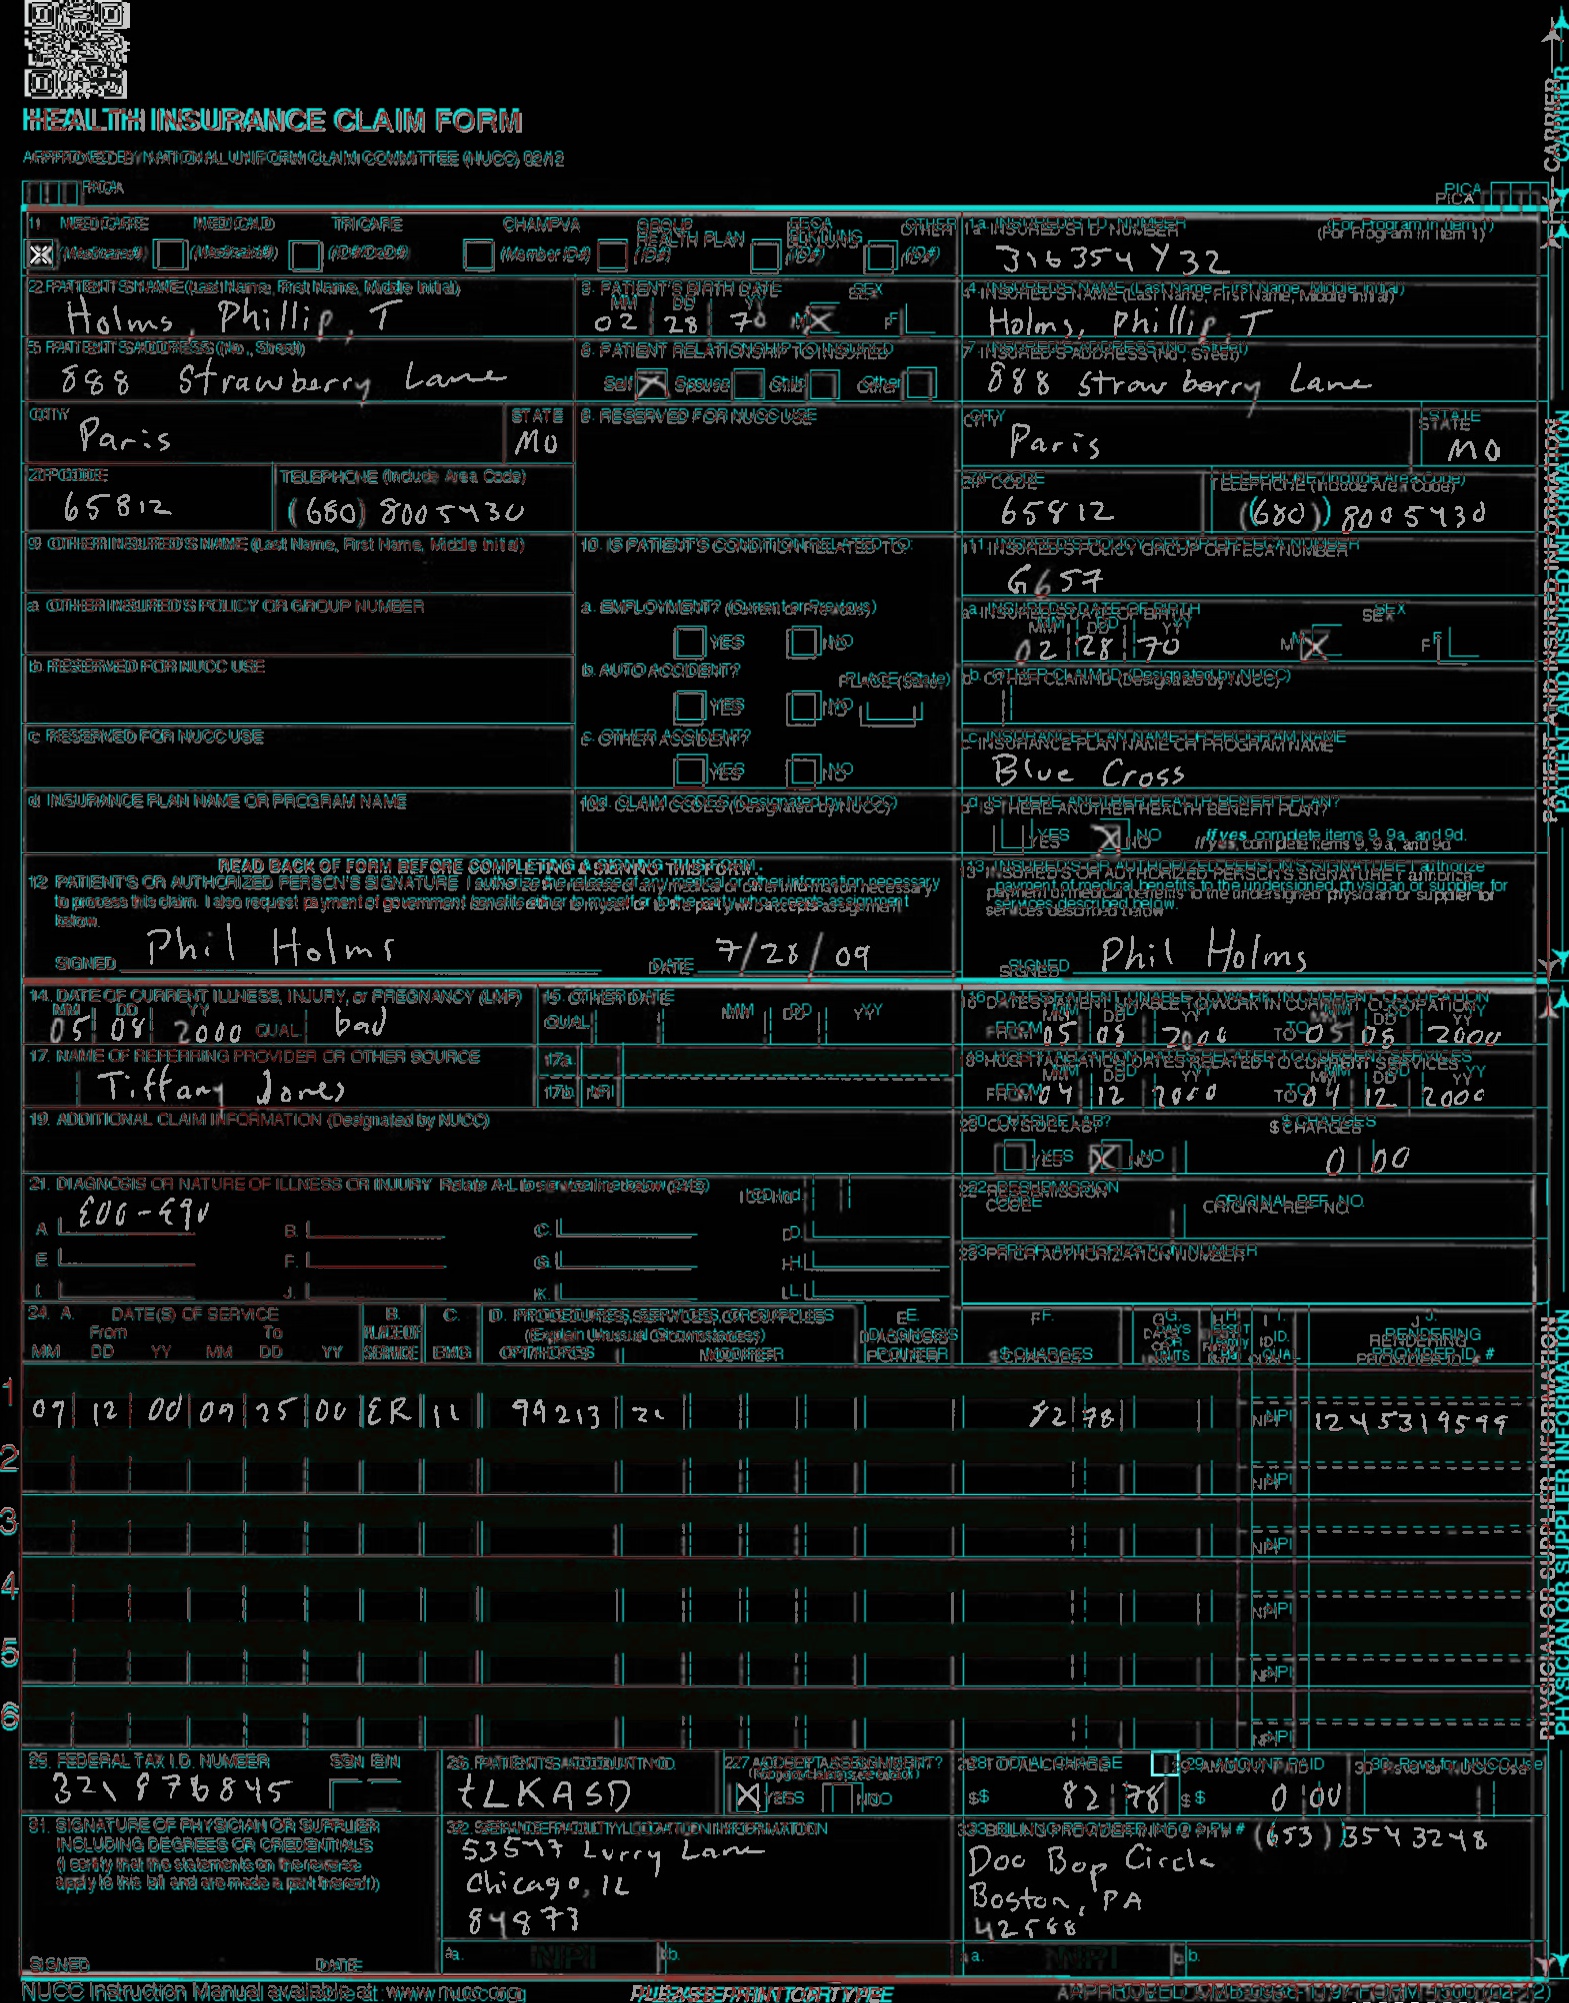 HEALTH INSURANCE CLAIM FORM
APPROVED BY NATIONAL UNIFORM CLAIM COMMITTEE (NUCC) 02/12
PICA PICA
CARRIER
1. MEDICARE MEDICAID TRICARE CHAMPVA GROUP HEALTH PLAN FECA BLK LUNG OTHER
(Medicare#) (Medicaid#) (ID#/DoD#) (Member ID#) (ID#) (ID#) (ID#)
1a. INSURED'S I.D. NUMBER (For Program in Item 1)
316354Y32
2. PATIENT'S NAME (Last Name, First Name, Middle Initial)
Holms, Phillip, T
3. PATIENT'S BIRTH DATE SEX
MM DD YY
02 28 70 M F
4. INSURED'S NAME (Last Name, First Name, Middle Initial)
Holms, Phillip, T
5. PATIENT'S ADDRESS (No., Street)
888 Strawberry Lane
6. PATIENT RELATIONSHIP TO INSURED
Self Spouse Child Other
7. INSURED'S ADDRESS (No., Street)
888 Strawberry Lane
CITY STATE
Paris MO
8. RESERVED FOR NUCC USE
CITY STATE
Paris MO
ZIP CODE TELEPHONE (Include Area Code)
65812 (680) 8005430
ZIP CODE TELEPHONE (Include Area Code)
65812 (680) 8005430
9. OTHER INSURED'S NAME (Last Name, First Name, Middle Initial)
10. IS PATIENT'S CONDITION RELATED TO:
11. INSURED'S POLICY GROUP OR FECA NUMBER
G657
a. OTHER INSURED'S POLICY OR GROUP NUMBER
a. EMPLOYMENT? (Current or Previous)
YES NO
a. INSURED'S DATE OF BIRTH SEX
MM DD YY
02 28 70 M F
b. RESERVED FOR NUCC USE
b. AUTO ACCIDENT? PLACE (State)
YES NO
b. OTHER CLAIM ID (Designated by NUCC)
c. RESERVED FOR NUCC USE
c. OTHER ACCIDENT?
YES NO
c. INSURANCE PLAN NAME OR PROGRAM NAME
Blue Cross
d. INSURANCE PLAN NAME OR PROGRAM NAME
10d. CLAIM CODES (Designated by NUCC)
d. IS THERE ANOTHER HEALTH BENEFIT PLAN?
YES NO If yes, complete items 9, 9a, and 9d.
READ BACK OF FORM BEFORE COMPLETING & SIGNING THIS FORM.
12. PATIENT'S OR AUTHORIZED PERSON'S SIGNATURE I authorize the release of any medical or other information necessary
to process this claim. I also request payment of government benefits either to myself or to the party who accepts assignment
below.
SIGNED Phil Holms DATE 7/28/09
13. INSURED'S OR AUTHORIZED PERSON'S SIGNATURE I authorize
payment of medical benefits to the undersigned physician or supplier for
services described below.
SIGNED Phil Holms
PATIENT AND INSURED INFORMATION
14. DATE OF CURRENT ILLNESS, INJURY, or PREGNANCY (LMP)
MM DD YY
05 08 2000 QUAL. bad
15. OTHER DATE
QUAL. MM DD YY
16. DATES PATIENT UNABLE TO WORK IN CURRENT OCCUPATION
MM DD YY MM DD YY
FROM 05 05 2000 TO 05 05 2000
17. NAME OF REFERRING PROVIDER OR OTHER SOURCE
Tiffany Jones
17a.
17b. NPI
18. HOSPITALIZATION DATES RELATED TO CURRENT SERVICES
MM DD YY MM DD YY
FROM 04 12 2000 TO 04 12 2000
19. ADDITIONAL CLAIM INFORMATION (Designated by NUCC)
20. OUTSIDE LAB? $ CHARGES
YES NO 0 00
21. DIAGNOSIS OR NATURE OF ILLNESS OR INJURY Relate A-L to service line below (24E) ICD Ind.
A. E00-E90 B. C. D.
E. F. G. H.
I. J. K. L.
22. RESUBMISSION CODE ORIGINAL REF. NO.
23. PRIOR AUTHORIZATION NUMBER
24. A. DATE(S) OF SERVICE B. C. D. PROCEDURES, SERVICES, OR SUPPLIES E. F. G. H. I. J.
From To PLACE OF (Explain Unusual Circumstances) DIAGNOSIS DAYS OR UNITS ID. RENDERING
MM DD YY MM DD YY SERVICE EMG CPT/HCPCS MODIFIER POINTER $ CHARGES QUAL. PROVIDER ID. #
1 07 12 00 09 25 00 ER 11 99213 21 82 78 NPI 1245319599
2 NPI
3 NPI
4 NPI
5 NPI
6 NPI
25. FEDERAL TAX I.D. NUMBER SSN EIN
321876845
26. PATIENT'S ACCOUNT NO.
tLKASD
27. ACCEPT ASSIGNMENT?
YES NO
28. TOTAL CHARGE
$ 82 78
29. AMOUNT PAID
$ 0 00
30. Rsvd for NUCC Use
31. SIGNATURE OF PHYSICIAN OR SUPPLIER
INCLUDING DEGREES OR CREDENTIALS
(I certify that the statements on the reverse
apply to this bill and are made a part thereof.)
SIGNED DATE
32. SERVICE FACILITY LOCATION INFORMATION
Lurry Lane
Chicago, IL
84873
a. NPI b.
33. BILLING PROVIDER INFO & PH # (653) 3543248
Doo Bop Circle
Boston, PA
42588
a. NPI b.
PHYSICIAN OR SUPPLIER INFORMATION
NUCC Instruction Manual available at: www.nucc.org
PLEASE PRINT OR TYPE